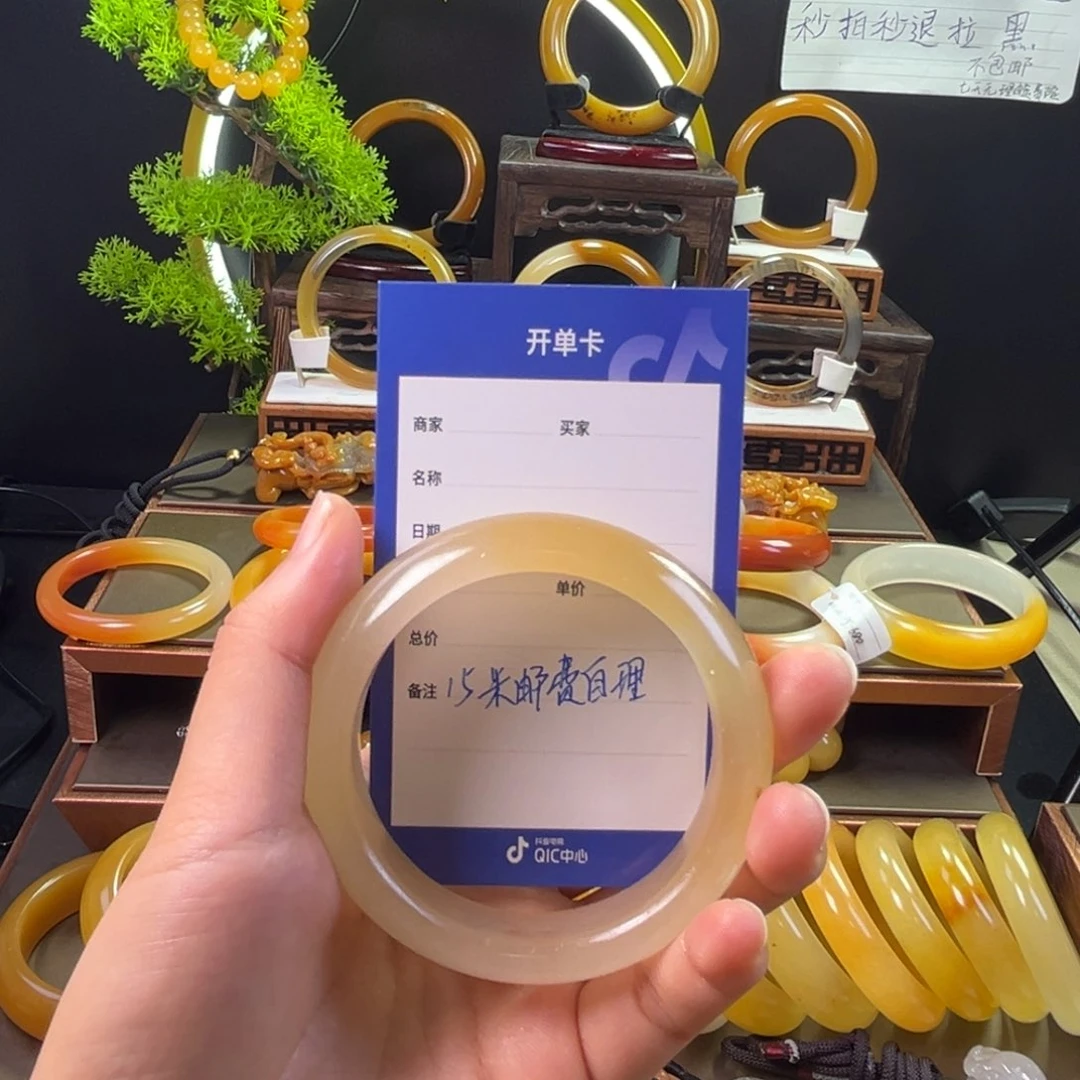 秒拍秒退拉黑
不包邮
开单卡
商家 买家
名称
日期
单价
总价
备注 15来邮费自理
抖音电商
QIC中心